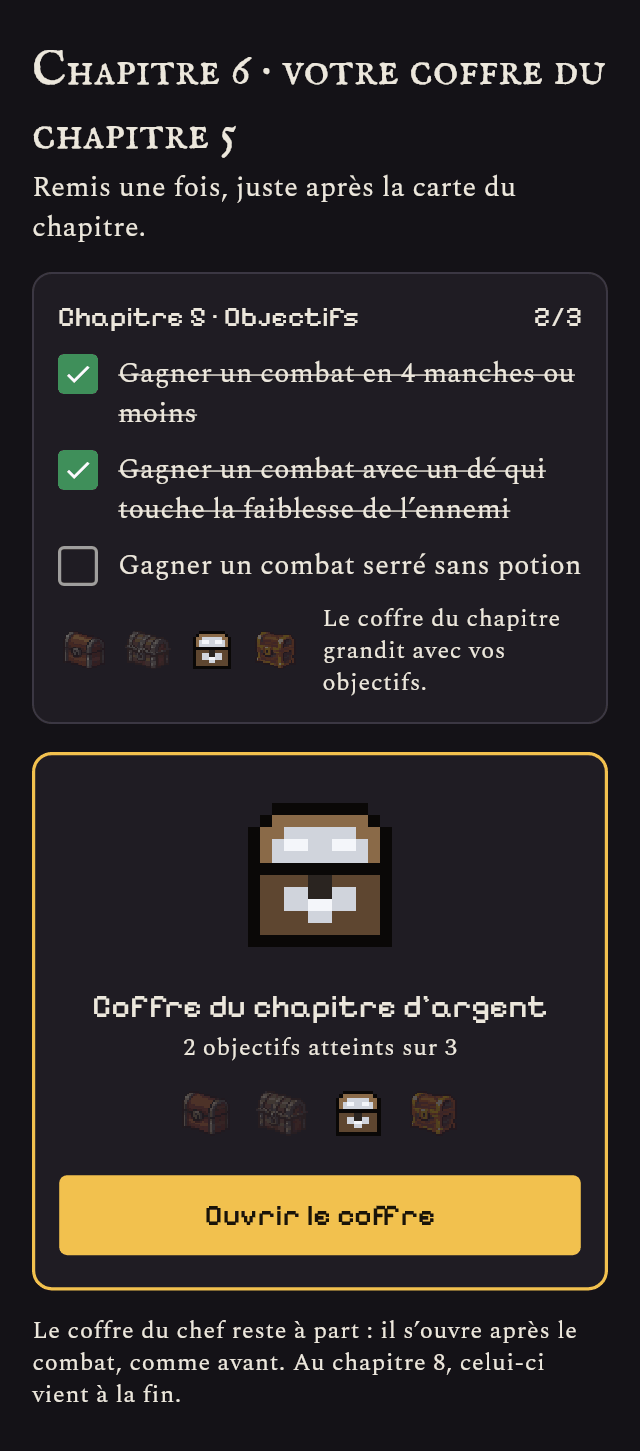 Chapitre 6 · votre coffre du
chapitre 5
Remis une fois, juste après la carte du
chapitre.
Chapitre 5 · Objectifs 2/3
Gagner un combat en 4 manches ou
moins
Gagner un combat avec un dé qui
touche la faiblesse de l’ennemi
Gagner un combat serré sans potion
Le coffre du chapitre
grandit avec vos
objectifs.
Coffre du chapitre d'argent
2 objectifs atteints sur 3
Ouvrir le coffre
Le coffre du chef reste à part : il s’ouvre après le
combat, comme avant. Au chapitre 8, celui-ci
vient à la fin.